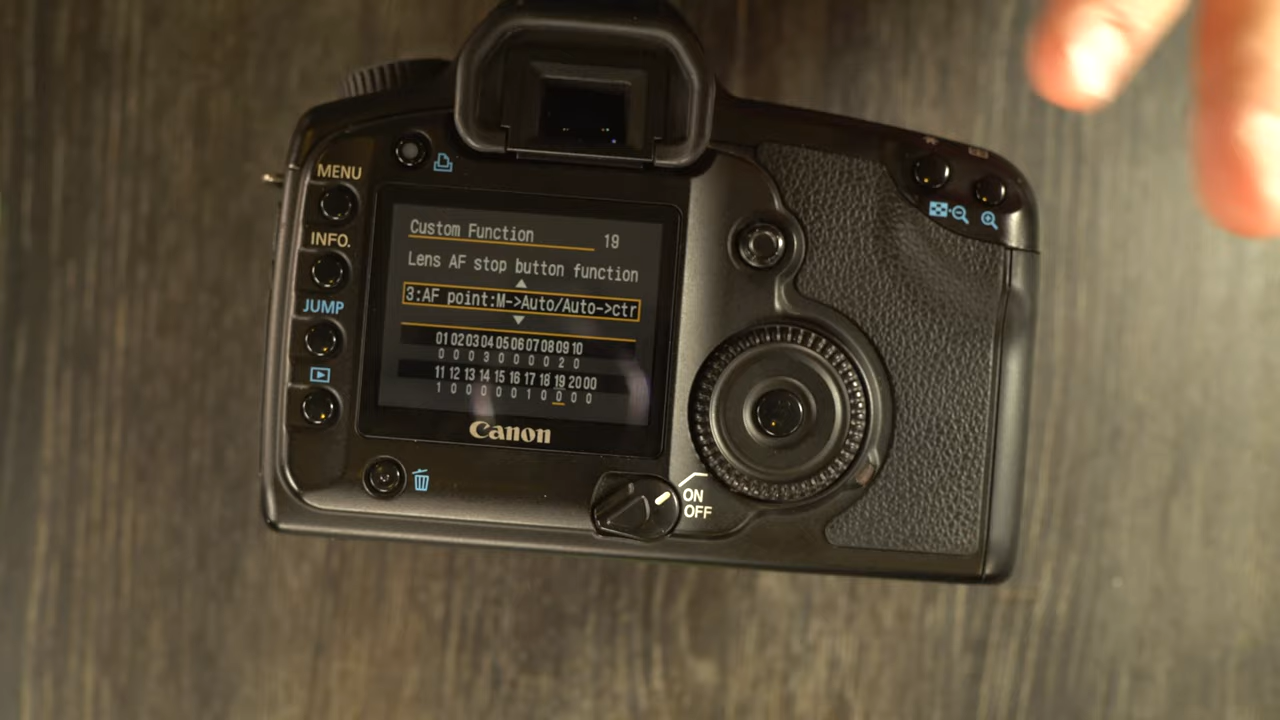 MENU
INFO.
JUMP
Custom Function 19
Lens AF stop button function
3:AF point:M->Auto/Auto->ctr
01 02 03 04 05 06 07 08 09 10
0 0 0 3 0 0 0 0 2 0
11 12 13 14 15 16 17 18 19 20 00
1 0 0 0 0 0 1 0 0 0 0
Canon
ON
OFF